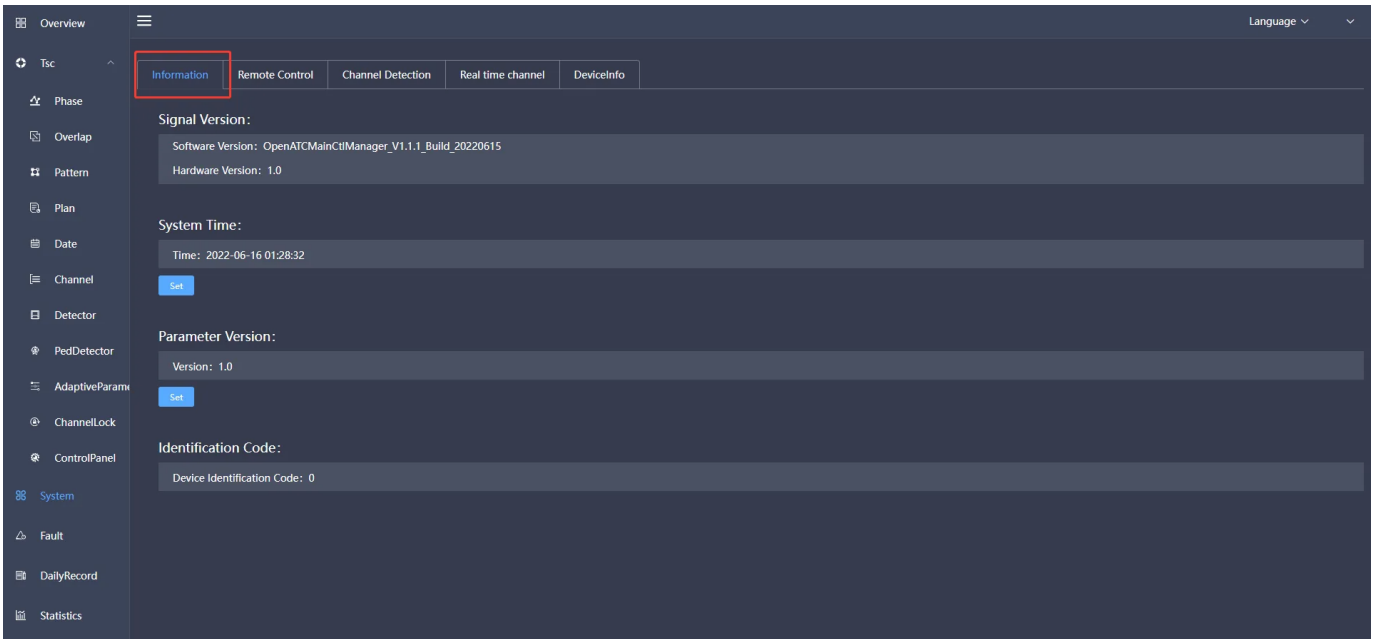 Overview
Language
Tsc
Information
Remote Control
Channel Detection
Real time channel
DeviceInfo
Phase
Signal Version:
Overlap
Software Version: OpenATCMainCtlManager_V1.1.1_Build_20220615
Pattern
Hardware Version: 1.0
Plan
System Time:
Date
Time: 2022-06-16 01:28:32
Channel
Set
Detector
Parameter Version:
PedDetector
Version: 1.0
AdaptiveParame
Set
ChannelLock
Identification Code:
ControlPanel
Device Identification Code: 0
System
Fault
DailyRecord
Statistics